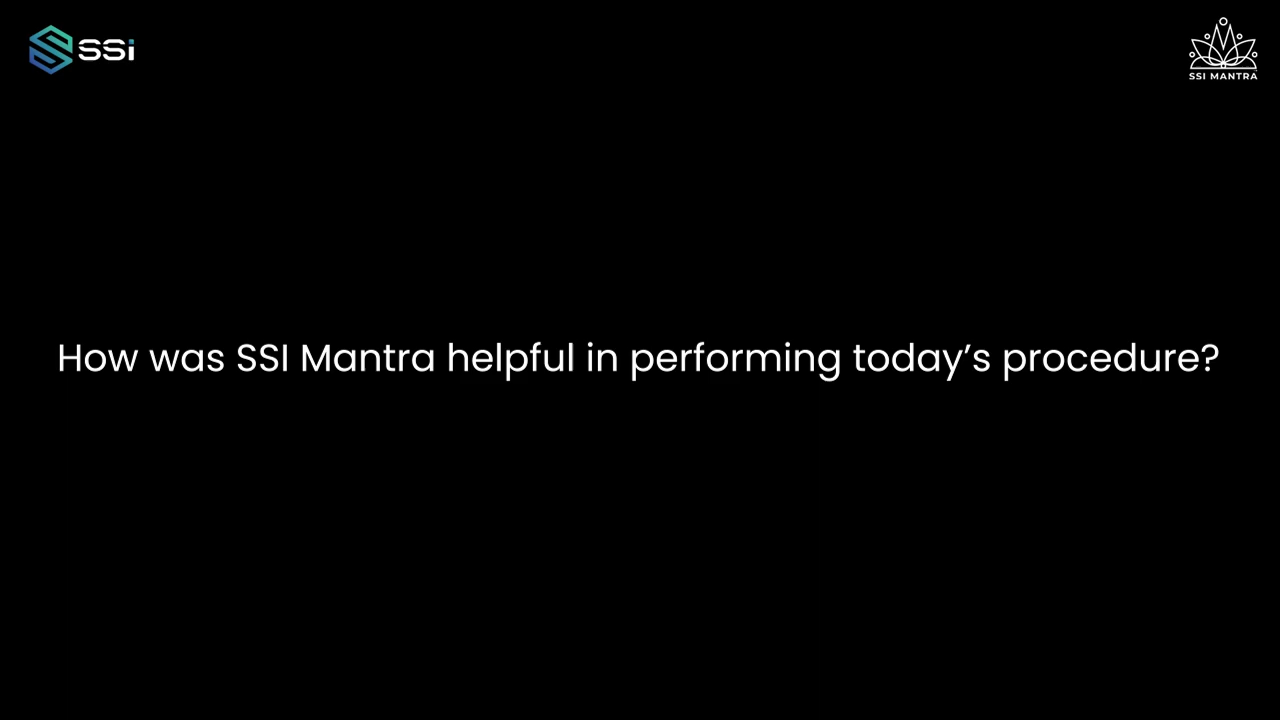 SSi
SSI MANTRA
How was SSI Mantra helpful in performing today's procedure?